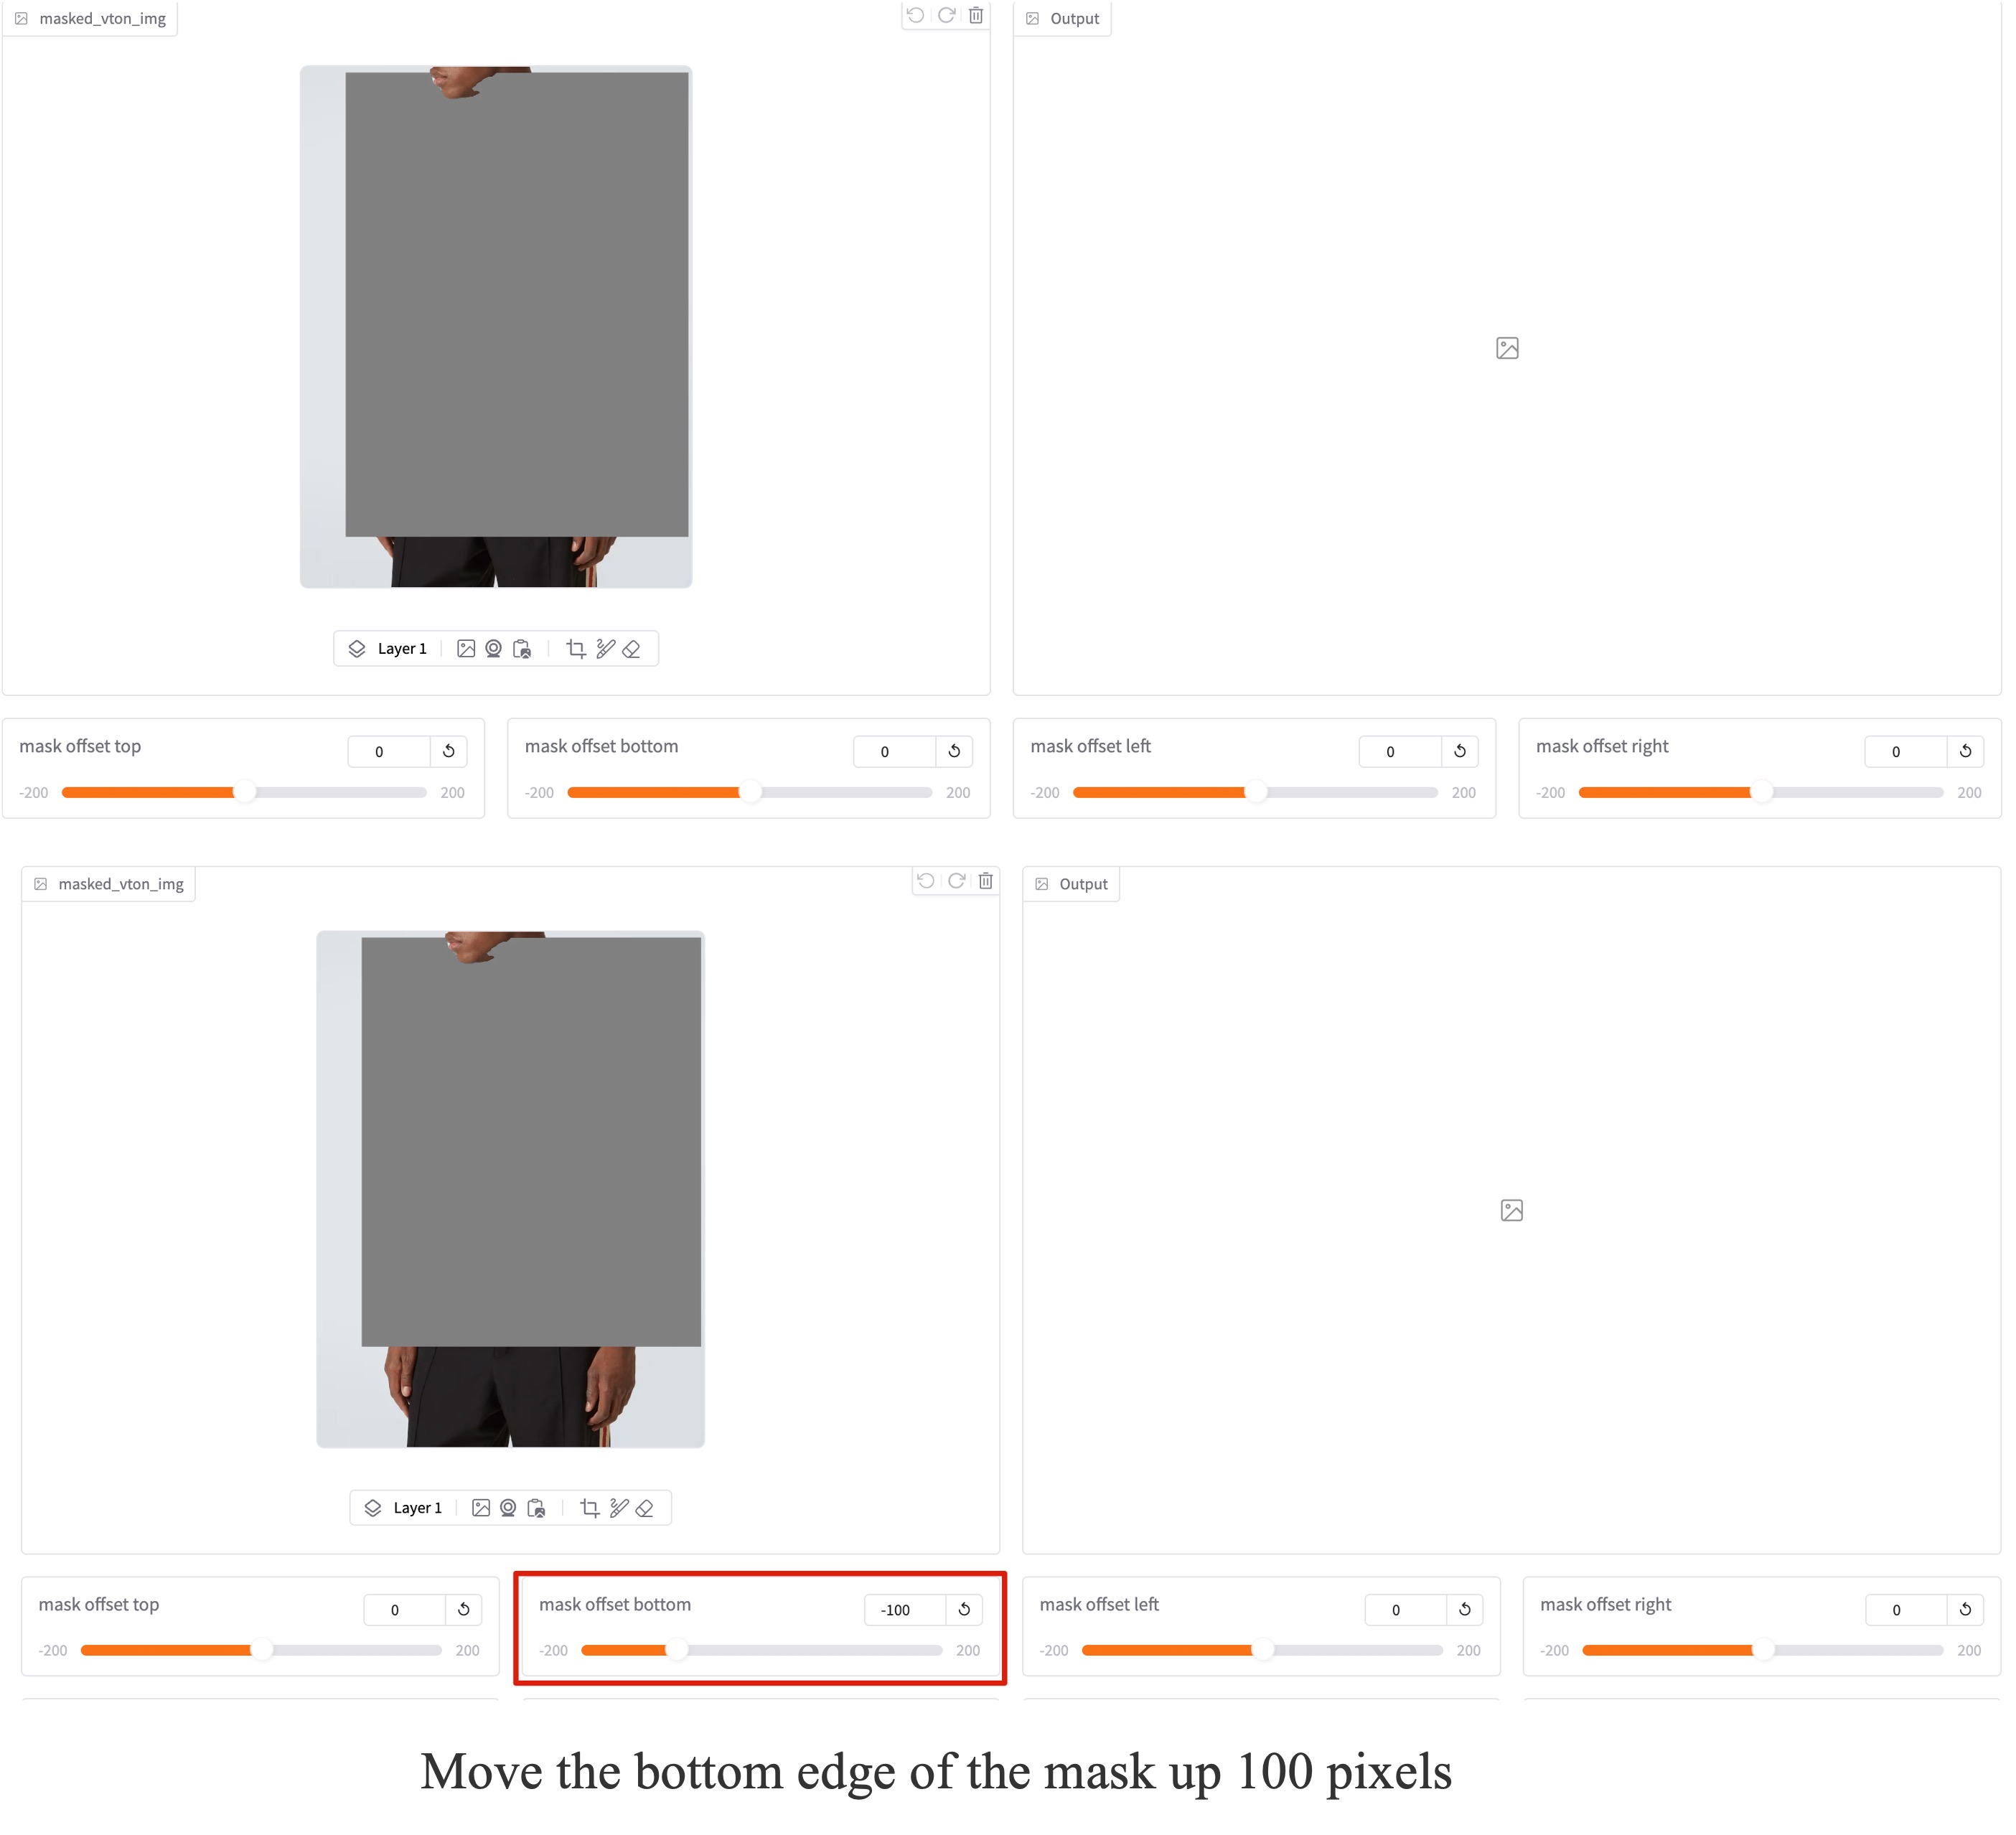 masked_vton_img
Output
Layer 1
mask offset top 0
-200 200
mask offset bottom 0
-200 200
mask offset left 0
-200 200
mask offset right 0
-200 200
masked_vton_img
Output
Layer 1
mask offset top 0
-200 200
mask offset bottom -100
-200 200
mask offset left 0
-200 200
mask offset right 0
-200 200
Move the bottom edge of the mask up 100 pixels